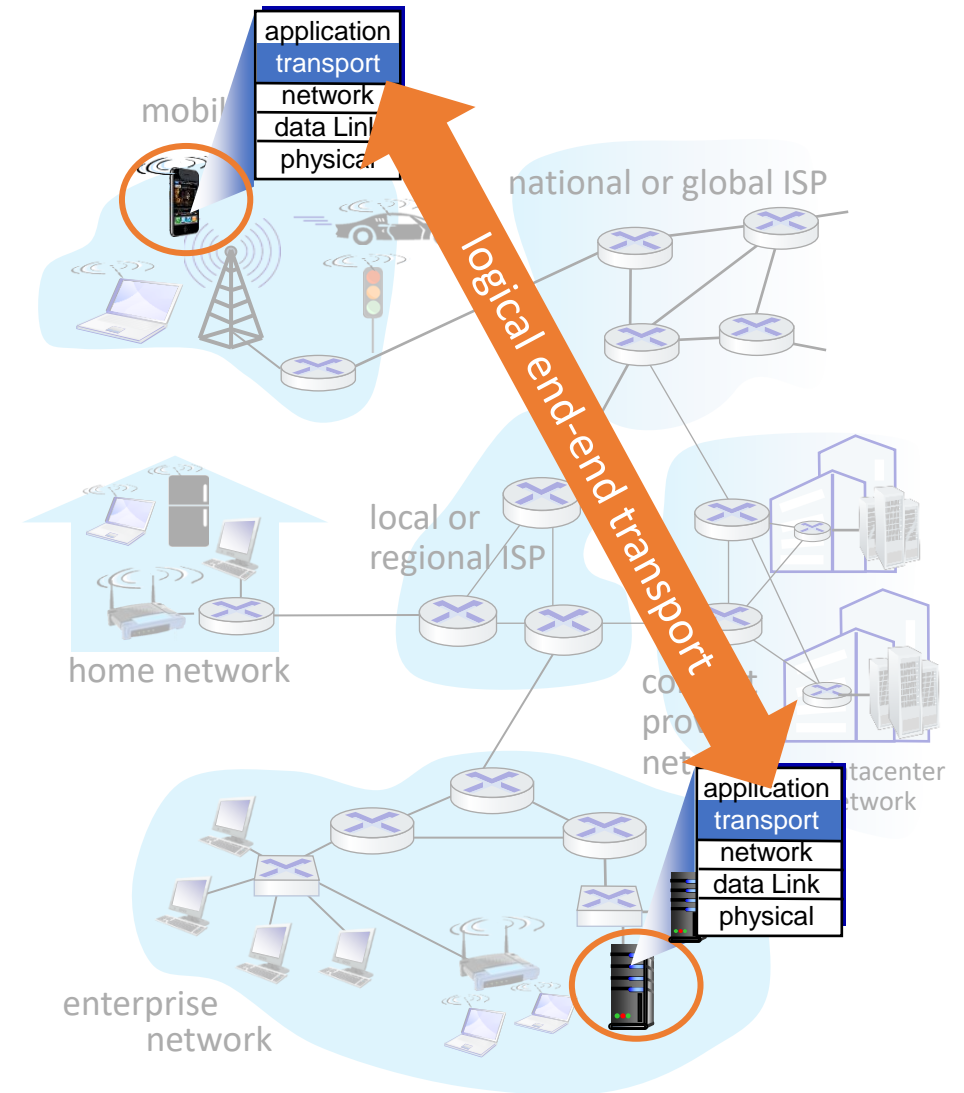 application
transport
network
data Link
physical
mobil
national or global ISP
logical end-end transport
local or
regional ISP
home network
application
transport
network
data Link
physical
enterprise
network